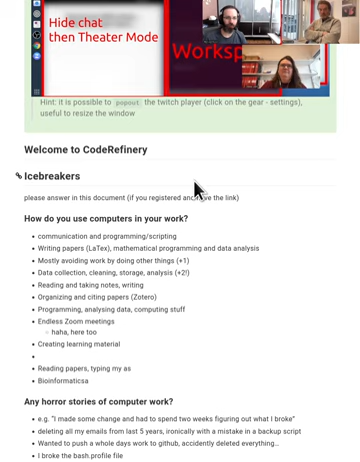 Hide chat
then Theater Mode
Worksp
Hint: it is possible to popout the twitch player (click on the gear - settings),
useful to resize the window
Welcome to CodeRefinery
Icebreakers
please answer in this document (if you registered and have the link)
How do you use computers in your work?
• communication and programming/scripting
• Writing papers (LaTex), mathematical programming and data analysis
• Mostly avoiding work by doing other things (+1)
• Data collection, cleaning, storage, analysis (+2!)
• Reading and taking notes, writing
• Organizing and citing papers (Zotero)
• Programming, analysing data, computing stuff
• Endless Zoom meetings
◦ haha, here too
• Creating learning material
•
• Reading papers, typing my as
• Bioinformaticsa
Any horror stories of computer work?
• e.g. "I made some change and had to spend two weeks figuring out what I broke"
• deleting all my emails from last 5 years, ironically with a mistake in a backup script
• Wanted to push a whole days work to github, accidently deleted everything…
• I broke the bash.profile file